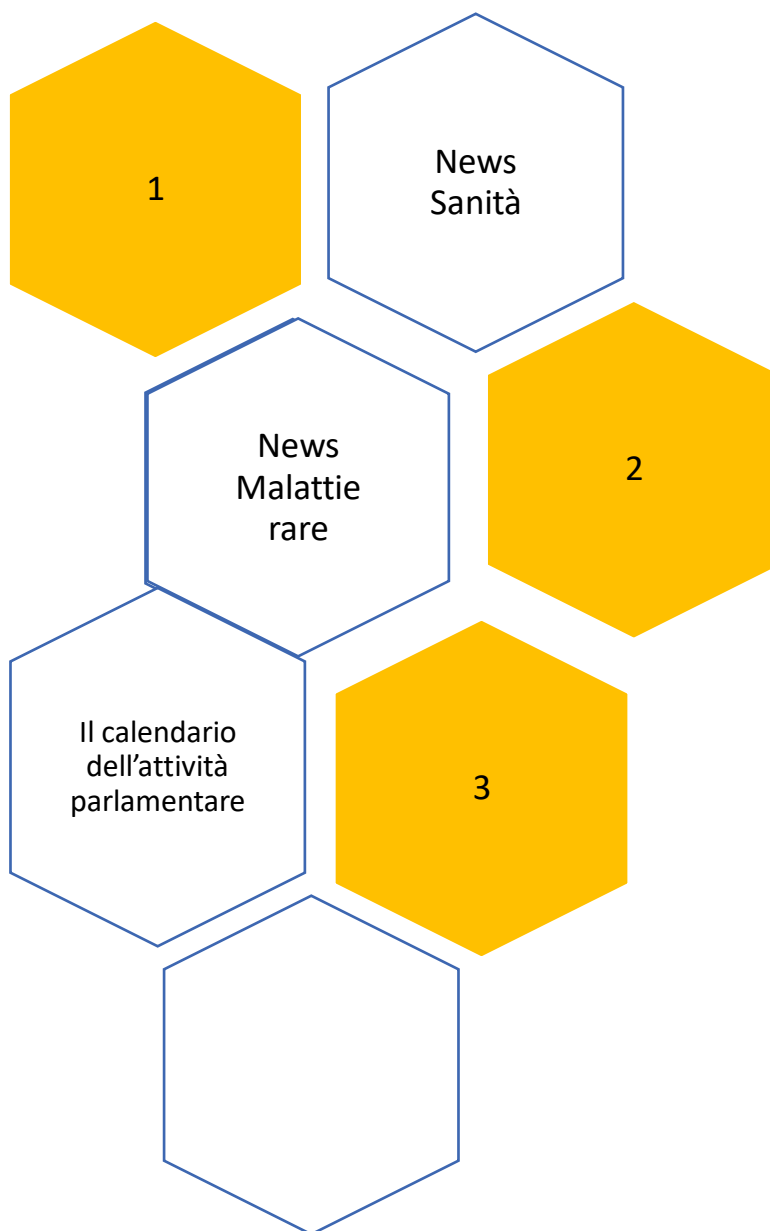 1
News
Sanità
News
Malattie
rare
2
Il calendario
dell’attività
parlamentare
3